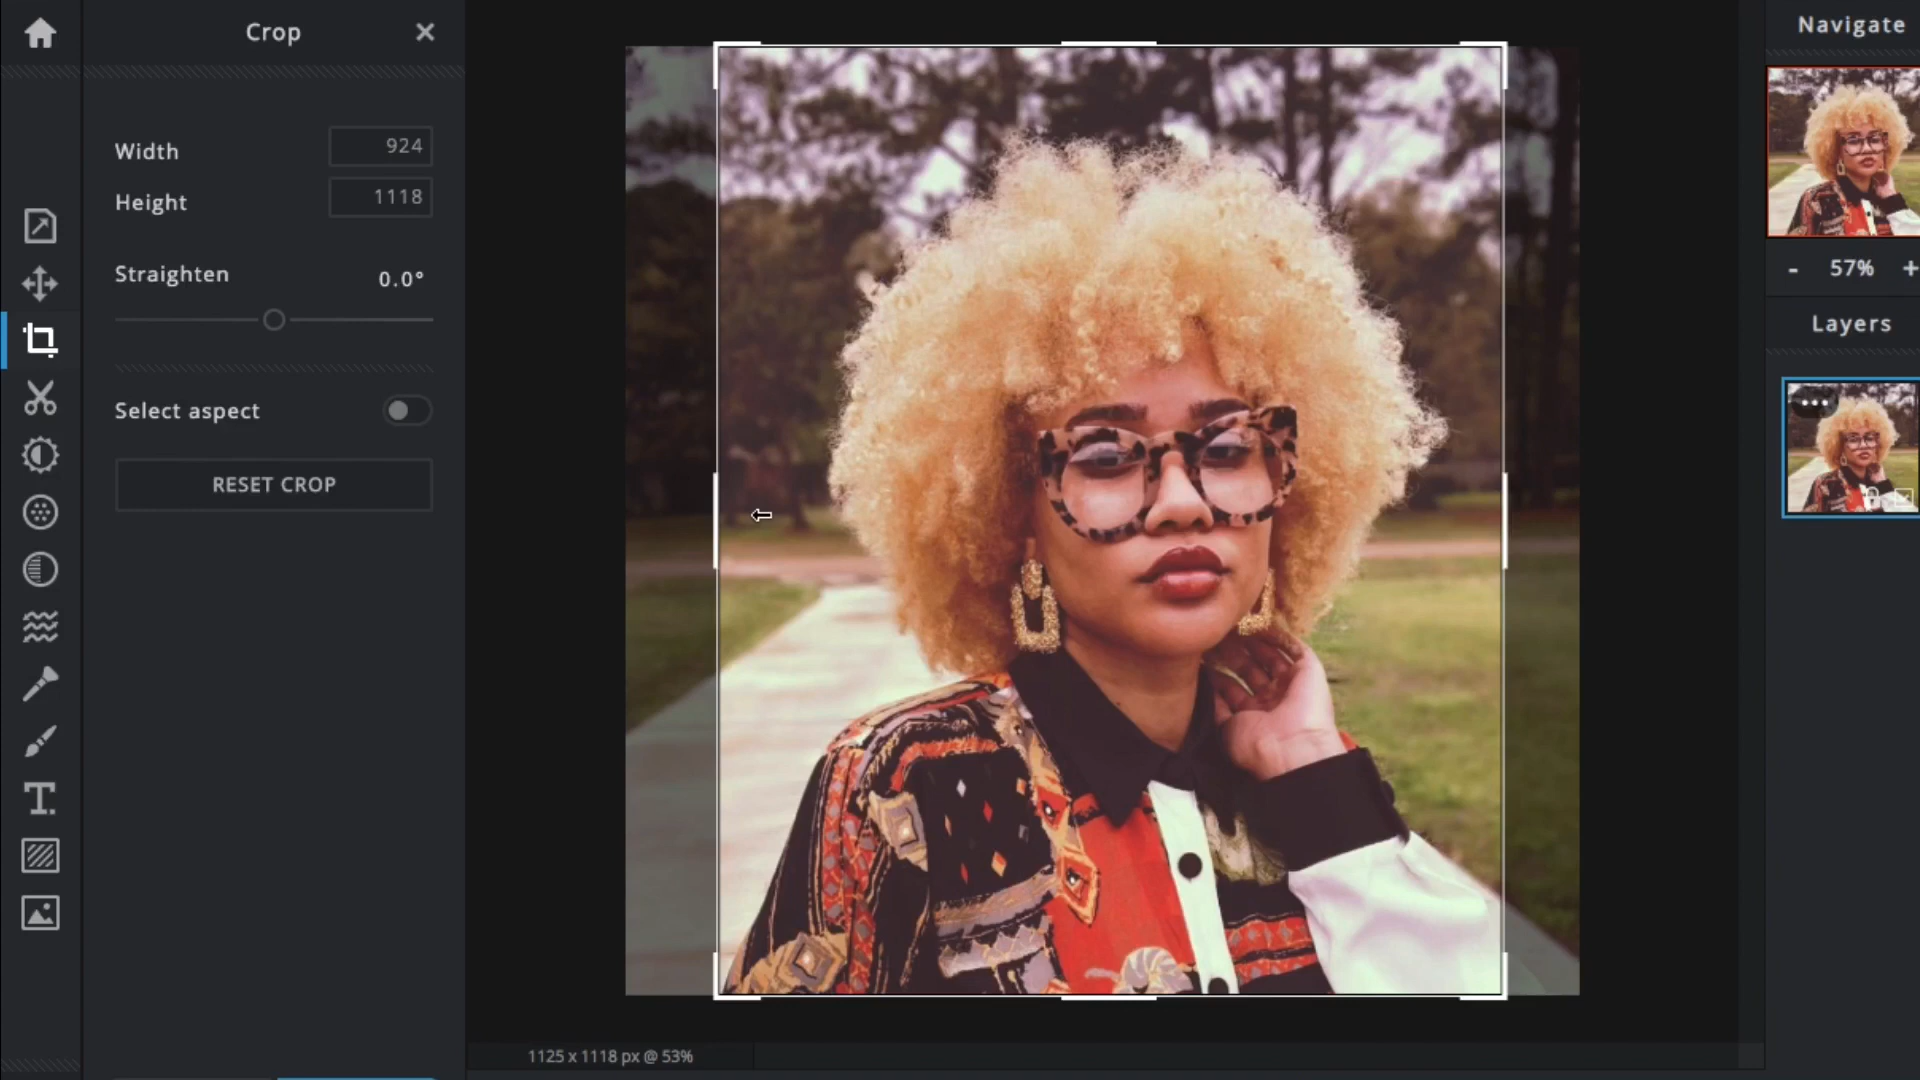 Crop
Width 924
Height 1118
Straighten 0.0°
Select aspect
RESET CROP
1125 x 1118 px @ 53%
Navigate
- 57% +
Layers